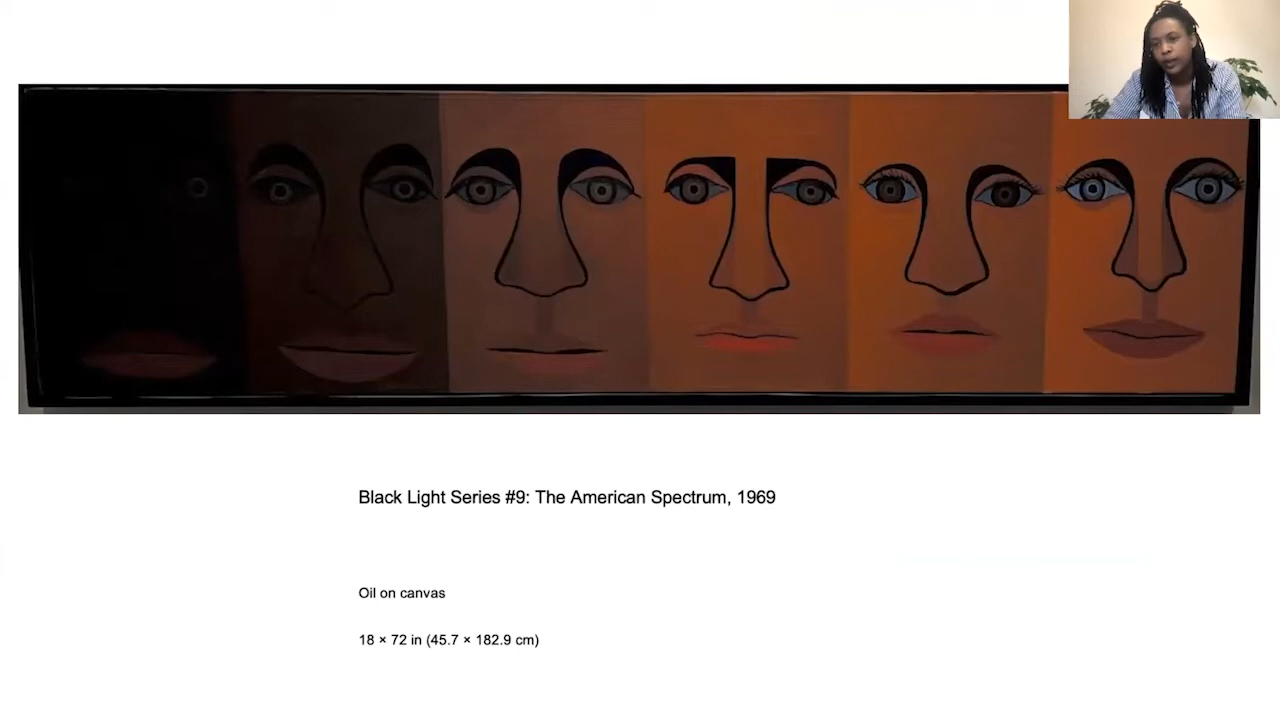 Black Light Series #9: The American Spectrum, 1969
Oil on canvas
18 × 72 in (45.7 × 182.9 cm)